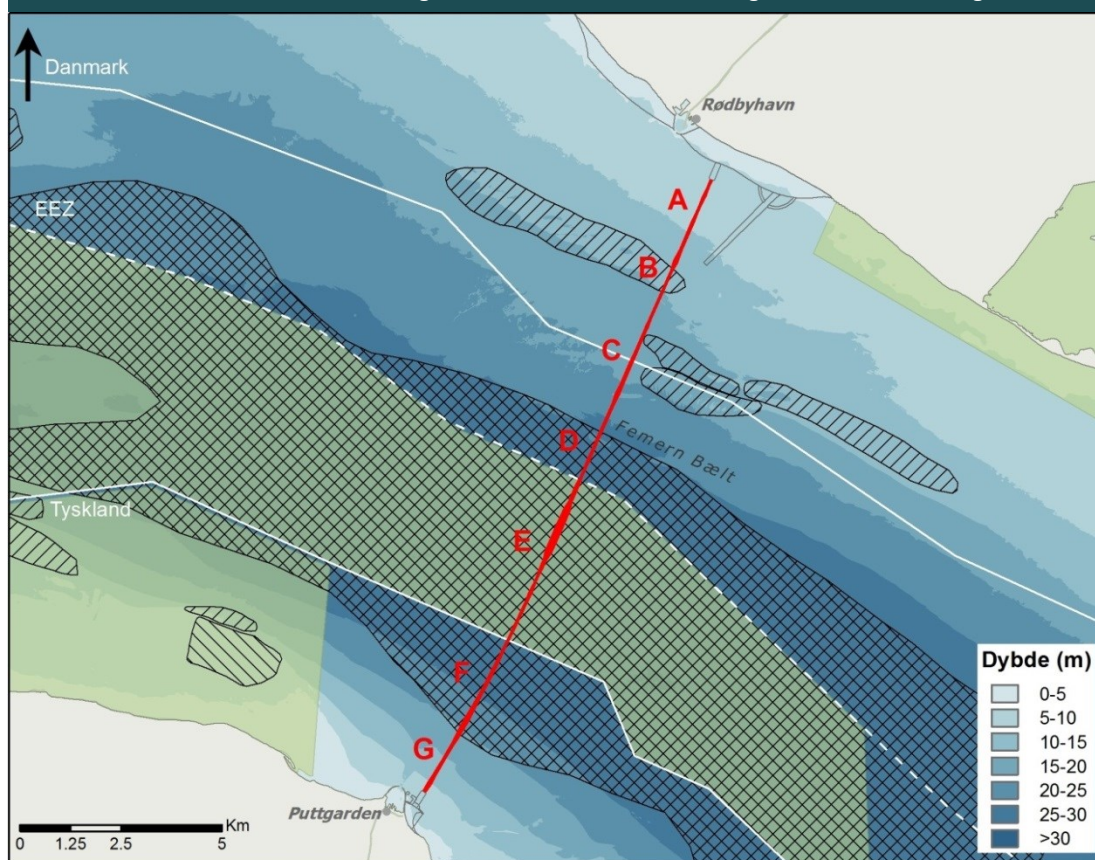 Danmark
Rødbyhavn
A
EEZ
B
C
Femern Bælt
D
Tyskland
E
F
G
Puttgarden
Km
0 1.25 2.5 5
Dybde (m)
0-5
5-10
10-15
15-20
20-25
25-30
>30